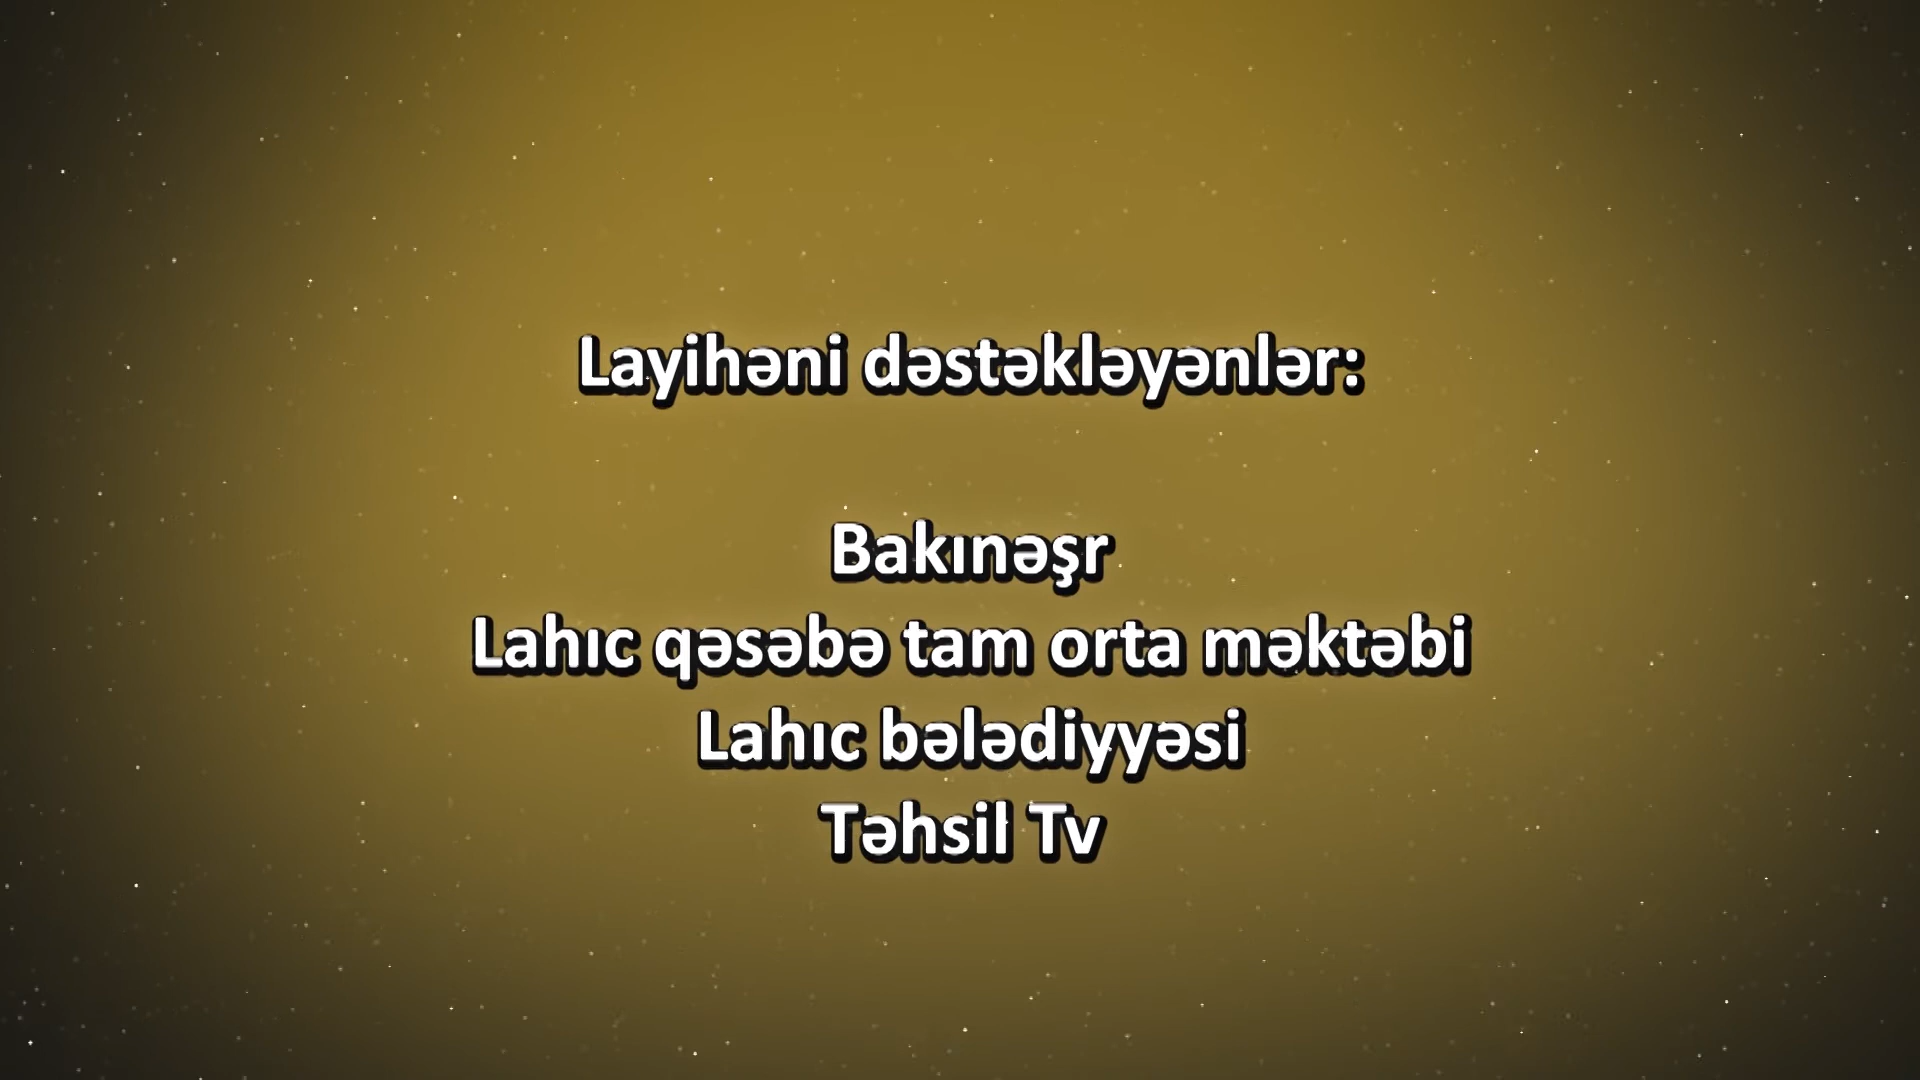 Layihəni dəstəkləyənlər:
Bakınəşr
Lahıc qəsəbə tam orta məktəbi
Lahıc bələdiyyəsi
Təhsil Tv